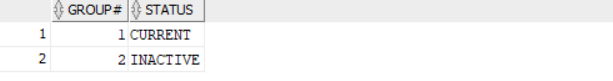 GROUP# STATUS
1 1 CURRENT
2 2 INACTIVE